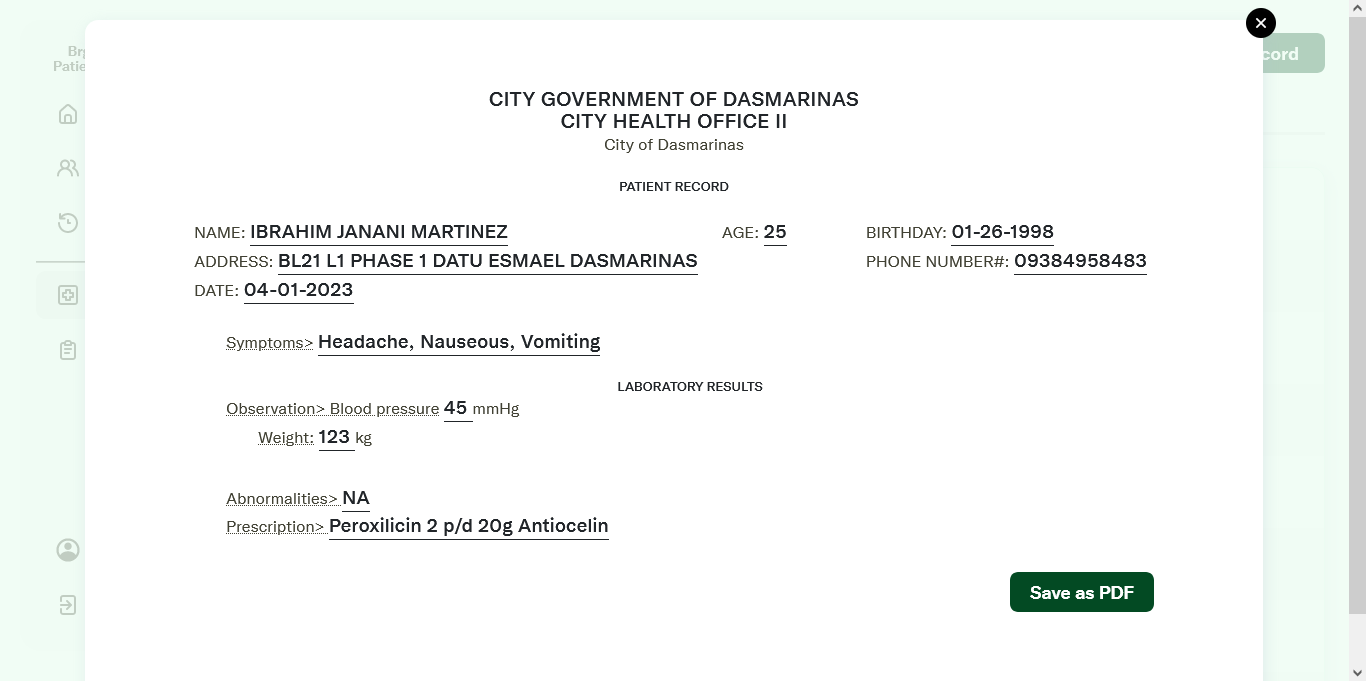 Brg
Patie
cord
CITY GOVERNMENT OF DASMARINAS
CITY HEALTH OFFICE II
City of Dasmarinas
PATIENT RECORD
NAME: IBRAHIM JANANI MARTINEZ AGE: 25 BIRTHDAY: 01-26-1998
ADDRESS: BL21 L1 PHASE 1 DATU ESMAEL DASMARINAS PHONE NUMBER#: 09384958483
DATE: 04-01-2023
Symptoms> Headache, Nauseous, Vomiting
LABORATORY RESULTS
Observation> Blood pressure 45 mmHg
Weight: 123 kg
Abnormalities> NA
Prescription> Peroxilicin 2 p/d 20g Antiocelin
Save as PDF